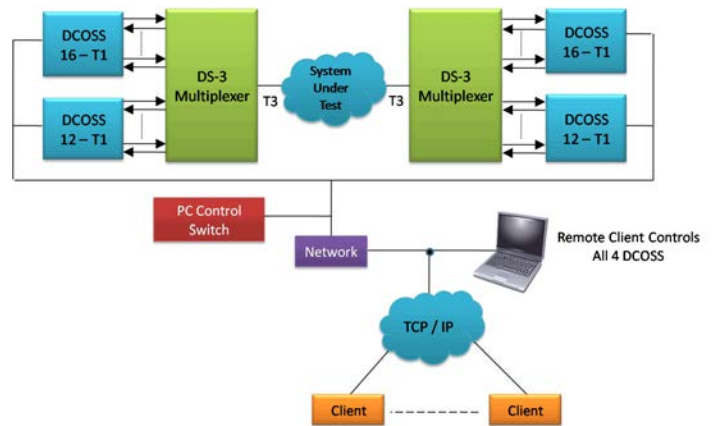 DCOSS
16 – T1
DCOSS
12 – T1
DS-3
Multiplexer
T3
System
Under
Test
T3
DS-3
Multiplexer
DCOSS
16 – T1
DCOSS
12 – T1
PC Control
Switch
Network
Remote Client Controls
All 4 DCOSS
TCP / IP
Client
Client